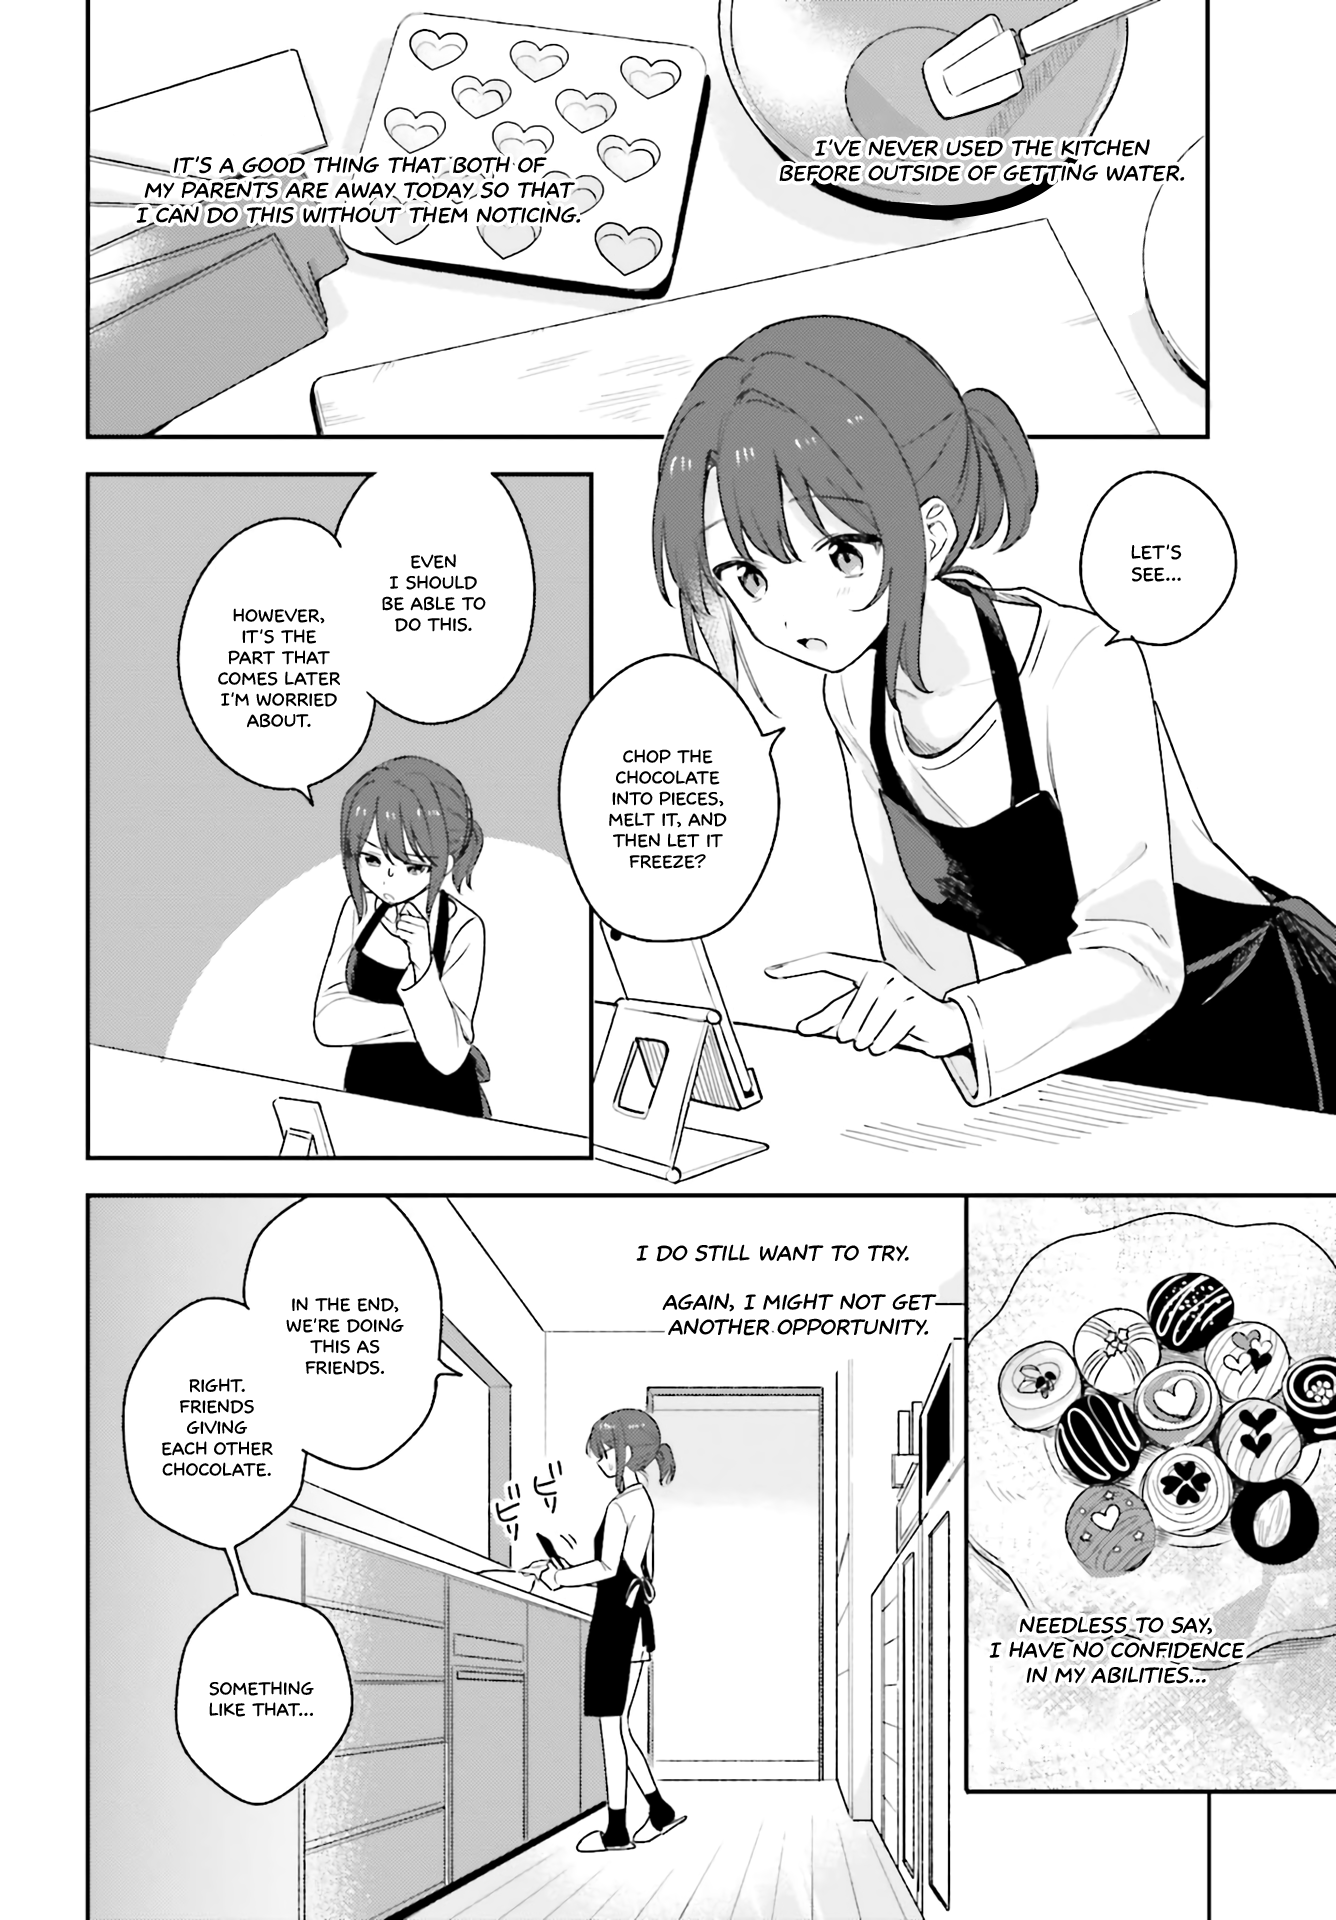 I'VE NEVER USED THE KITCHEN
BEFORE OUTSIDE OF GETTING WATER.
IT'S A GOOD THING THAT BOTH OF
MY PARENTS ARE AWAY TODAY SO THAT
I CAN DO THIS WITHOUT THEM NOTICING.
LET'S
SEE...
CHOP THE
CHOCOLATE
INTO PIECES,
MELT IT, AND
THEN LET IT
FREEZE?
EVEN
I SHOULD
BE ABLE TO
DO THIS.
HOWEVER,
IT'S THE
PART THAT
COMES LATER
I'M WORRIED
ABOUT.
NEEDLESS TO SAY,
I HAVE NO CONFIDENCE
IN MY ABILITIES...
I DO STILL WANT TO TRY.
AGAIN, I MIGHT NOT GET
ANOTHER OPPORTUNITY.
IN THE END,
WE'RE DOING
THIS AS
FRIENDS.
RIGHT.
FRIENDS
GIVING
EACH OTHER
CHOCOLATE.
SOMETHING
LIKE THAT...
ビリ
ビリ